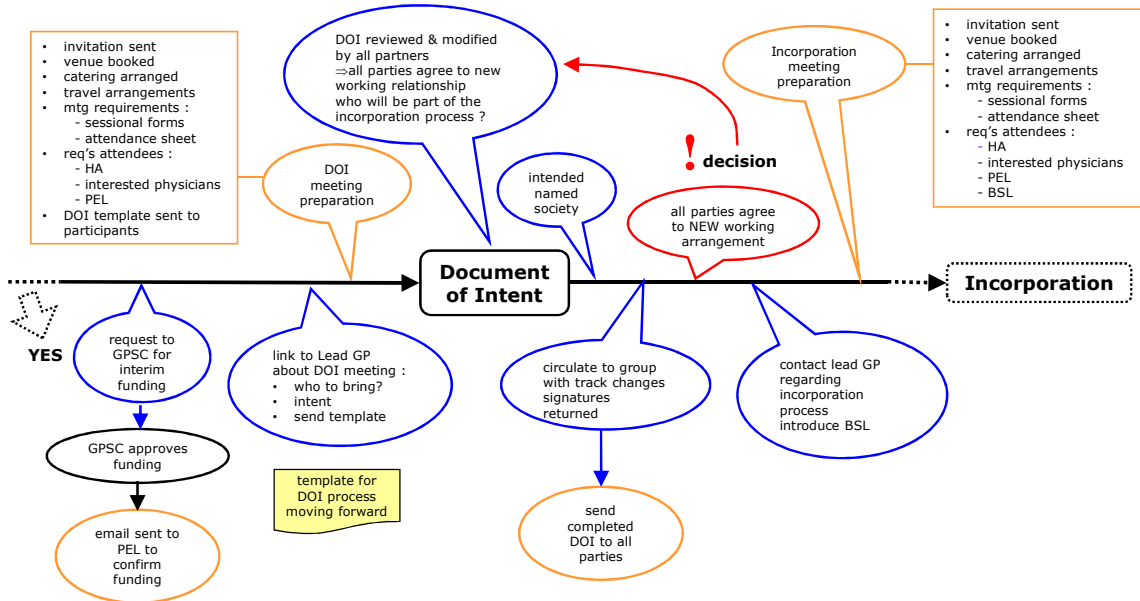 • invitation sent
• venue booked
• catering arranged
• travel arrangements
• mtg requirements :
- sessional forms
- attendance sheet
• req's attendees :
- HA
- interested physicians
- PEL
• DOI template sent to
participants
DOI
meeting
preparation
DOI reviewed & modified
by all partners
⇒all parties agree to new
working relationship
who will be part of the
incorporation process ?
intended
named
society
! decision
all parties agree
to NEW working
arrangement
Incorporation
meeting
preparation
• invitation sent
• venue booked
• catering arranged
• travel arrangements
• mtg requirements :
- sessional forms
- attendance sheet
• req's attendees :
- HA
- interested physicians
- PEL
- BSL
Document
of Intent
Incorporation
YES
request to
GPSC for
interim
funding
GPSC approves
funding
email sent to
PEL to
confirm
funding
link to Lead GP
about DOI meeting :
• who to bring?
• intent
• send template
template for
DOI process
moving forward
circulate to group
with track changes
signatures
returned
send
completed
DOI to all
parties
contact lead GP
regarding
incorporation
process
introduce BSL